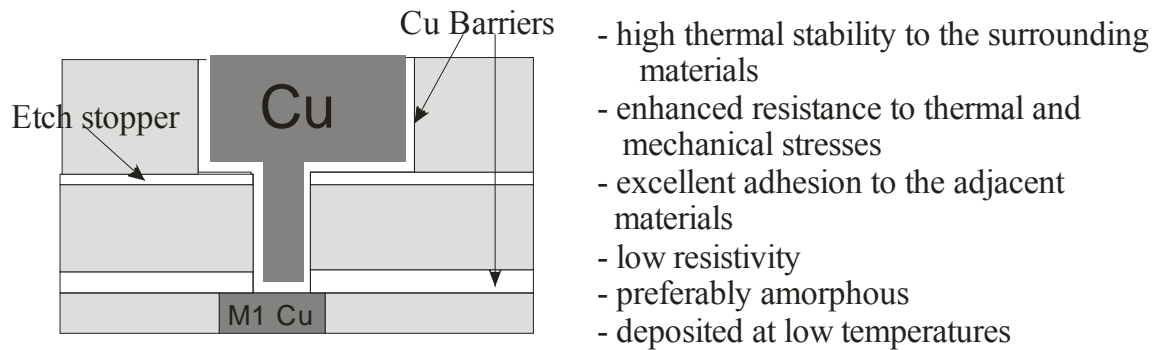 Cu Barriers
Etch stopper
Cu
M1 Cu
- high thermal stability to the surrounding
materials
- enhanced resistance to thermal and
mechanical stresses
- excellent adhesion to the adjacent
materials
- low resistivity
- preferably amorphous
- deposited at low temperatures